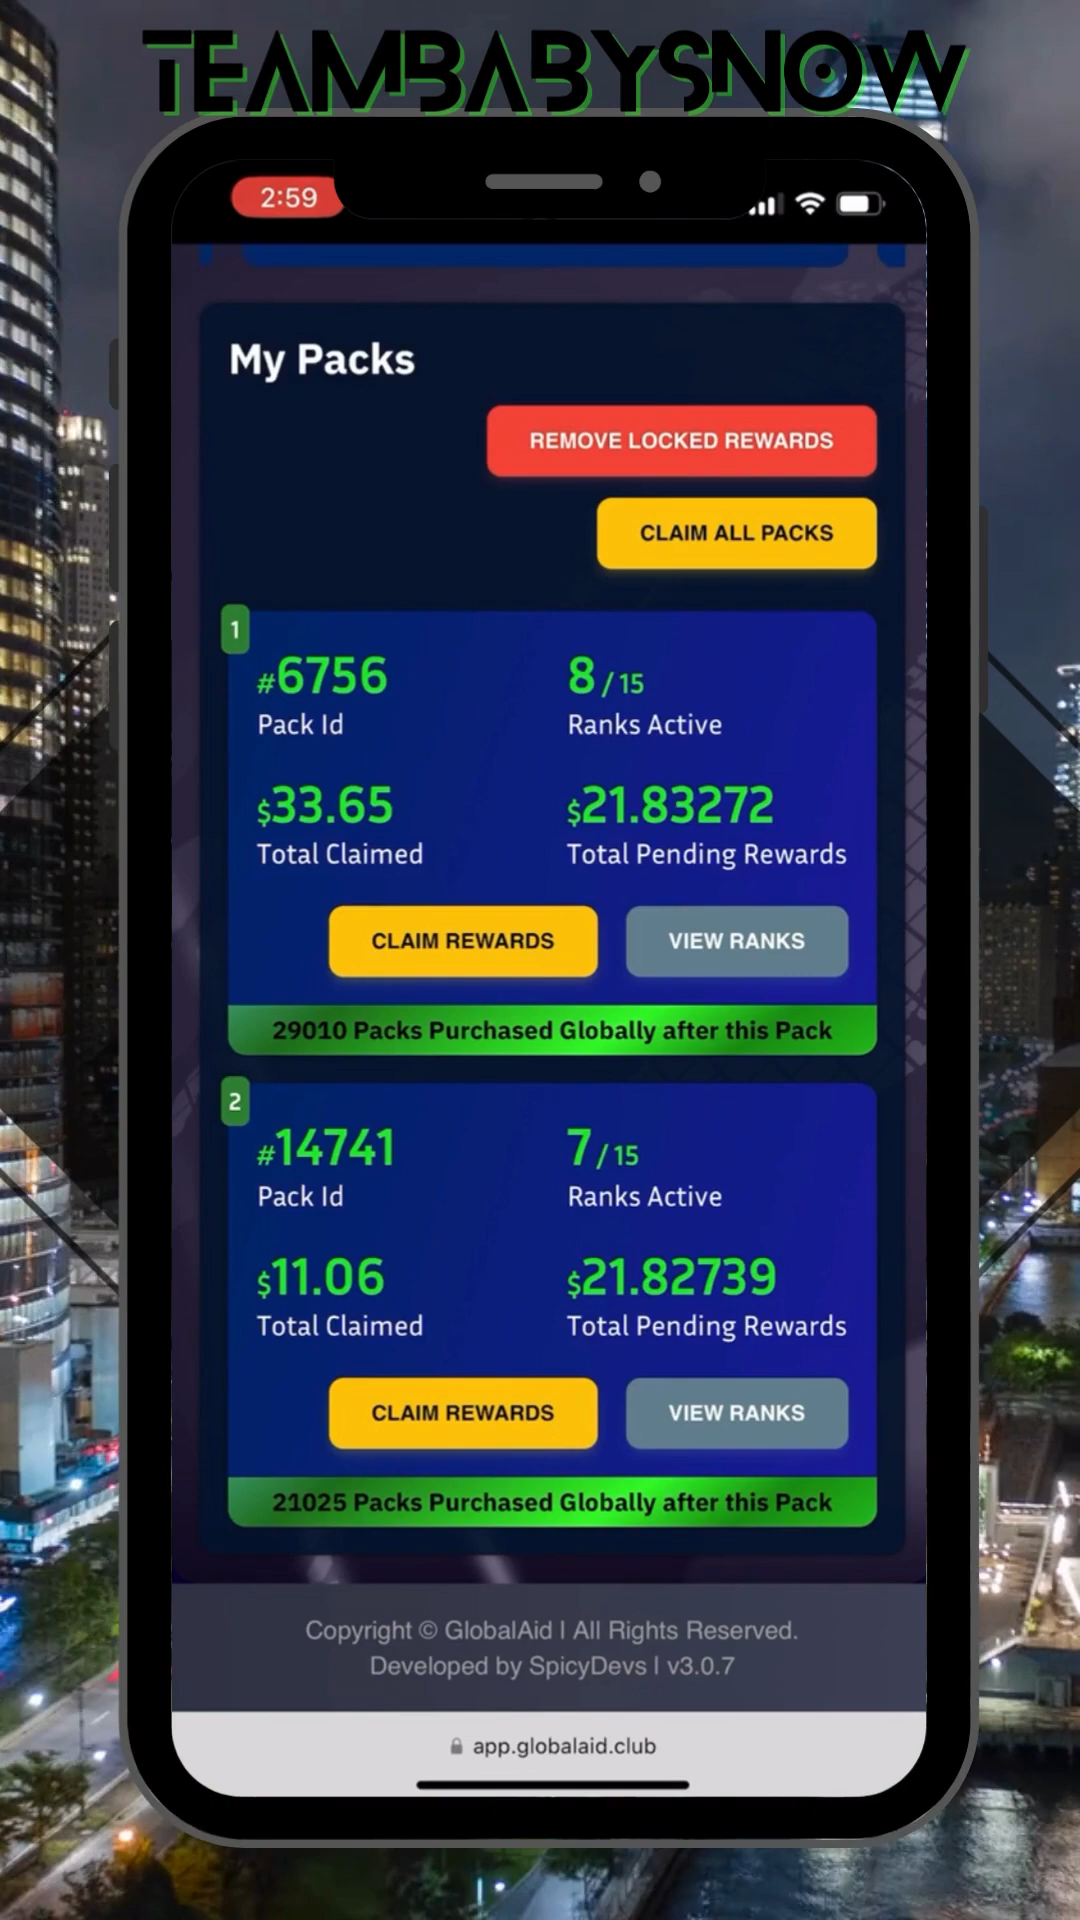 TEAMBABYSNOW
2:59
My Packs
REMOVE LOCKED REWARDS
CLAIM ALL PACKS
1
#6756
8 / 15
Pack Id
Ranks Active
$33.65
$21.83272
Total Claimed
Total Pending Rewards
CLAIM REWARDS
VIEW RANKS
29010 Packs Purchased Globally after this Pack
2
#14741
7 / 15
Pack Id
Ranks Active
$11.06
$21.82739
Total Claimed
Total Pending Rewards
CLAIM REWARDS
VIEW RANKS
21025 Packs Purchased Globally after this Pack
Copyright © GlobalAid | All Rights Reserved.
Developed by SpicyDevs | v3.0.7
app.globalaid.club